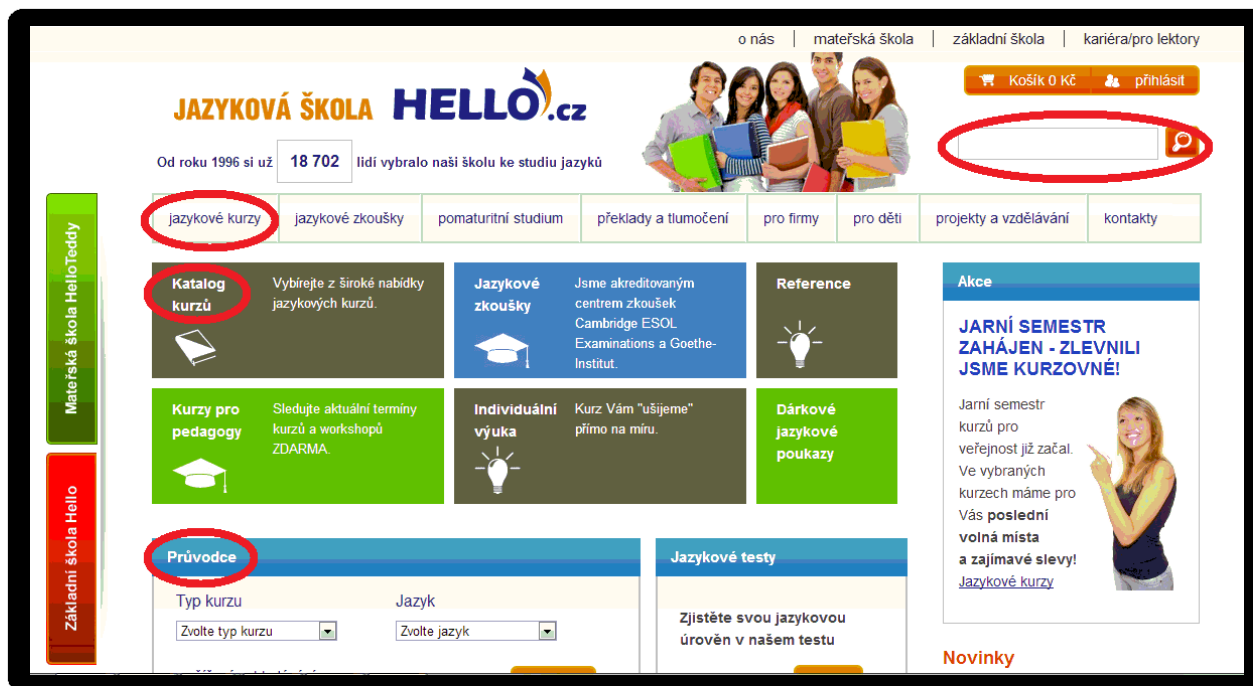 o nás | mateřská škola | základní škola | kariéra/pro lektory
Košík 0 Kč přihlásit
JAZYKOVÁ ŠKOLA HELLO.cz
Od roku 1996 si už 18 702 lidí vybralo naši školu ke studiu jazyků
jazykové kurzy jazykové zkoušky pomaturitní studium překlady a tlumočení pro firmy pro děti projekty a vzdělávání kontakty
Mateřská škola HelloTeddy
Základní škola Hello
Katalog
kurzů
Vybírejte z široké nabídky
jazykových kurzů.
Jazykové
zkoušky
Jsme akreditovaným
centrem zkoušek
Cambridge ESOL
Examinations a Goethe-
Institut.
Reference
Kurzy pro
pedagogy
Sledujte aktuální termíny
kurzů a workshopů
ZDARMA.
Individuální
výuka
Kurz Vám "ušijeme"
přímo na míru.
Dárkové
jazykové
poukazy
Akce
JARNÍ SEMESTR
ZAHÁJEN - ZLEVNILI
JSME KURZOVNÉ!
Jarní semestr
kurzů pro
veřejnost již začal.
Ve vybraných
kurzech máme pro
Vás poslední
volná místa
a zajímavé slevy!
Jazykové kurzy
Průvodce
Typ kurzu Jazyk
Zvolte typ kurzu Zvolte jazyk
Jazykové testy
Zjistěte svou jazykovou
úrověn v našem testu
Novinky